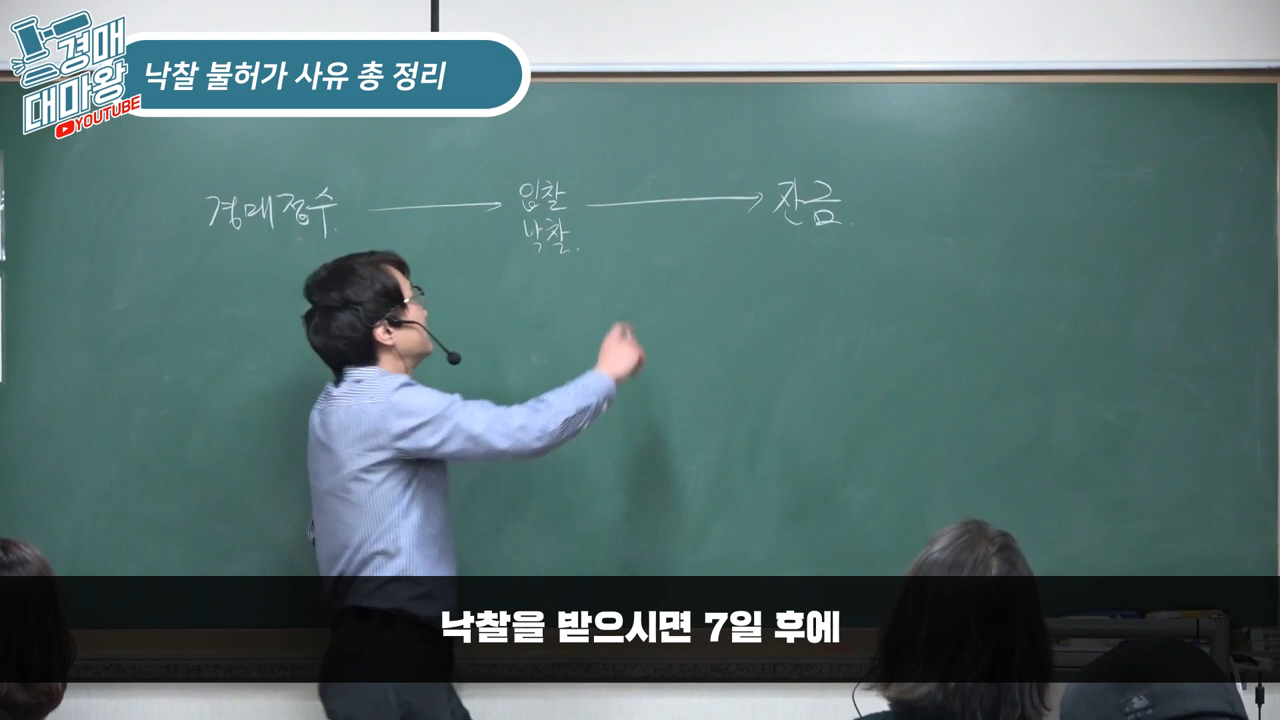 경매
대마왕
YOUTUBE
낙찰 불허가 사유 총 정리
경매접수. → 입찰 → 잔금.
낙찰.
낙찰을 받으시면 7일 후에